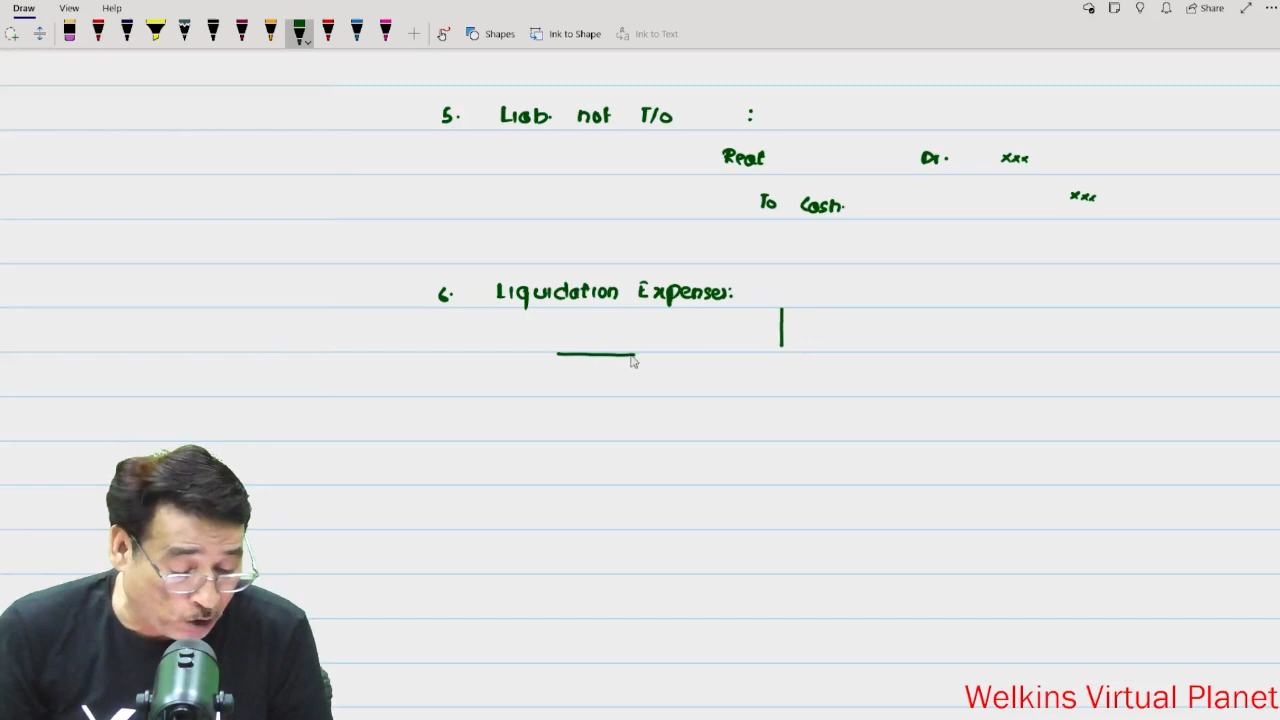 Draw View Help Share
Shapes Ink to Shape Ink to Text
5. Liab. not T/o :
Real Dr. xxx
To Cash. xxx
6. Liquidation Expenses:
Welkins Virtual Planet